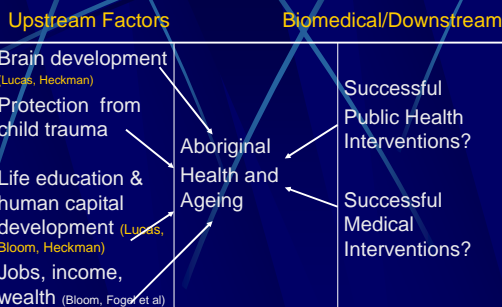 Upstream Factors
Biomedical/Downstream
Brain development
(Lucas, Heckman)
Protection from
child trauma
Life education &
human capital
development (Lucas,
Bloom, Heckman)
Jobs, income,
wealth (Bloom, Fogel et al)
Aboriginal
Health and
Ageing
Successful
Public Health
Interventions?
Successful
Medical
Interventions?